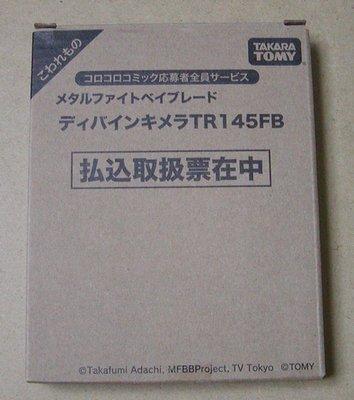 こわれもの
TAKARA
TOMY
コロコロコミック応募者全員サービス
メタルファイトベイブレード
ディバインキメラTR145FB
払込取扱票在中
©Takafumi Adachi, MFBBProject, TV Tokyo ©TOMY